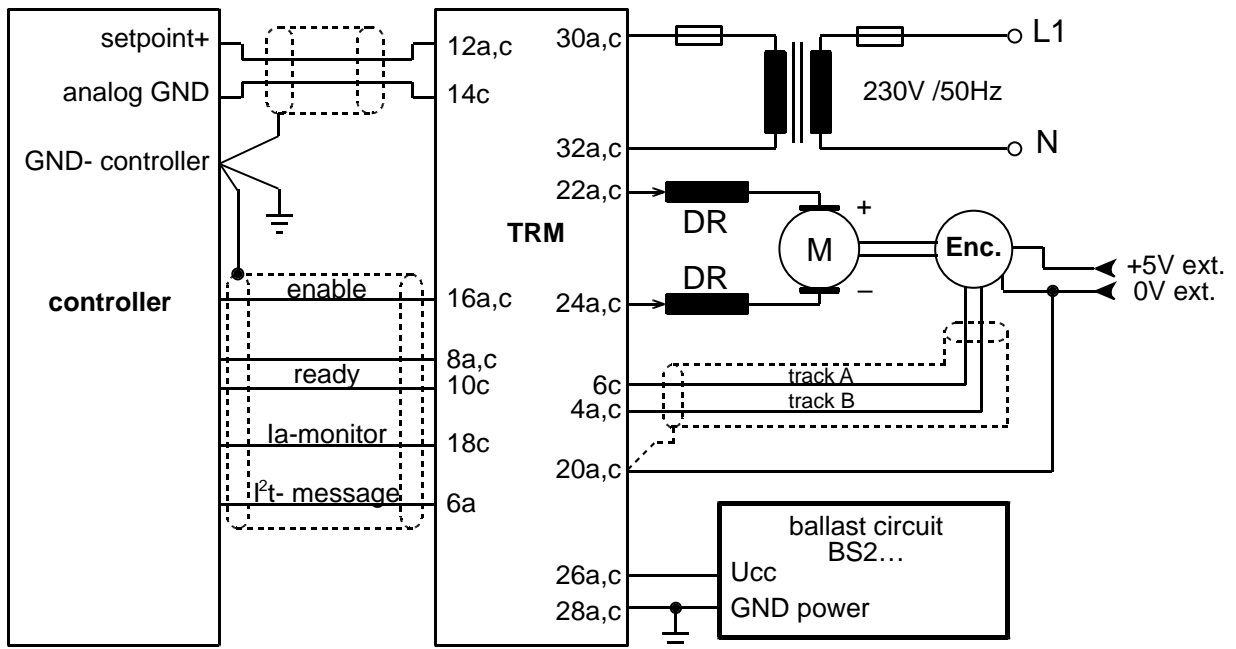 setpoint+
analog GND
GND- controller
controller
12a,c
14c
TRM
enable
16a,c
8a,c
ready
10c
Ia-monitor
18c
I²t- message
6a
30a,c
32a,c
22a,c
24a,c
6c
4a,c
20a,c
26a,c
28a,c
L1
230V /50Hz
N
DR
DR
M
+
–
Enc.
+5V ext.
0V ext.
track A
track B
ballast circuit
BS2...
Ucc
GND power